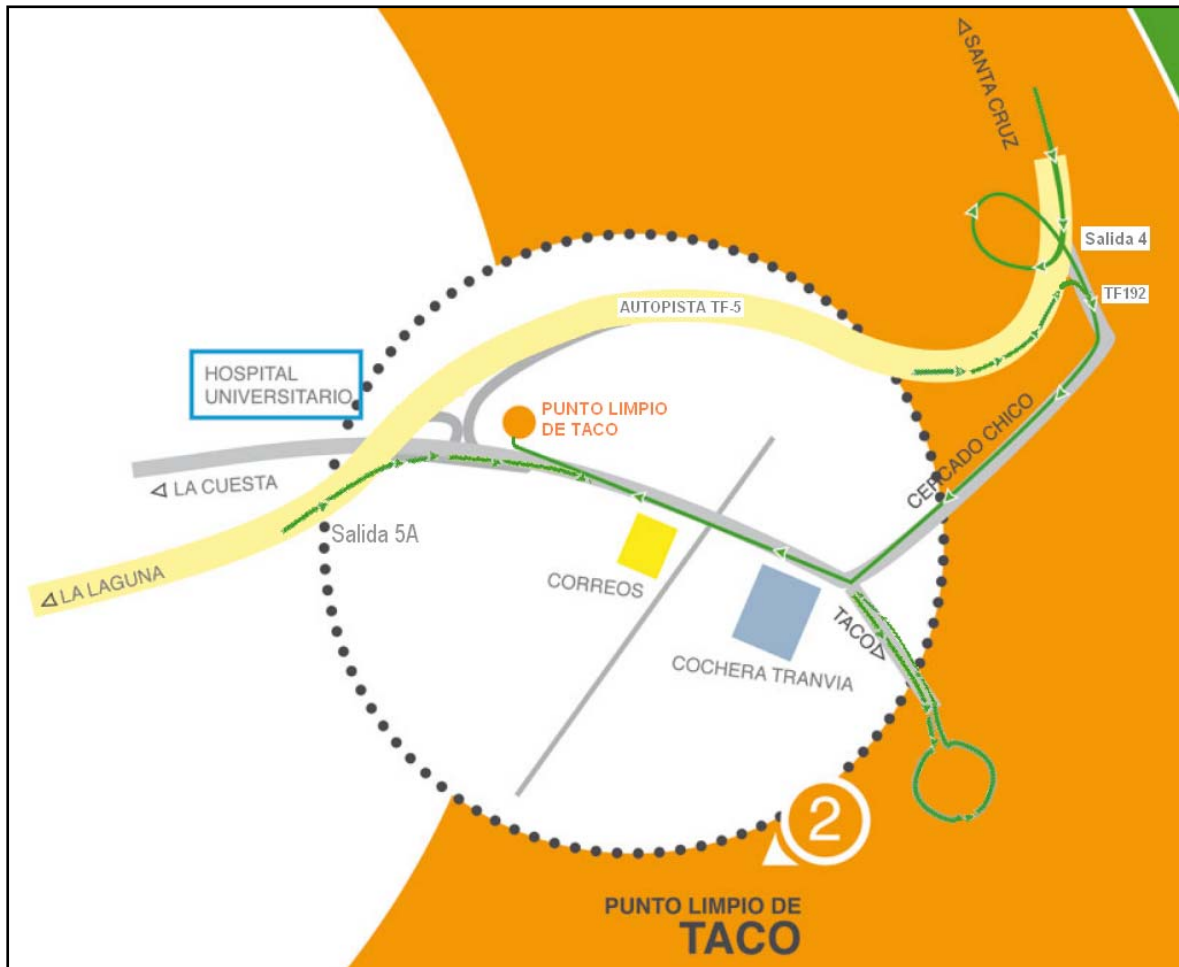 SANTA CRUZ
Salida 4
TF192
AUTOPISTA TF-5
HOSPITAL
UNIVERSITARIO
PUNTO LIMPIO
DE TACO
CERCADO CHICO
LA CUESTA
Salida 5A
LA LAGUNA
CORREOS
TACO
COCHERA TRANVIA
2
PUNTO LIMPIO DE
TACO